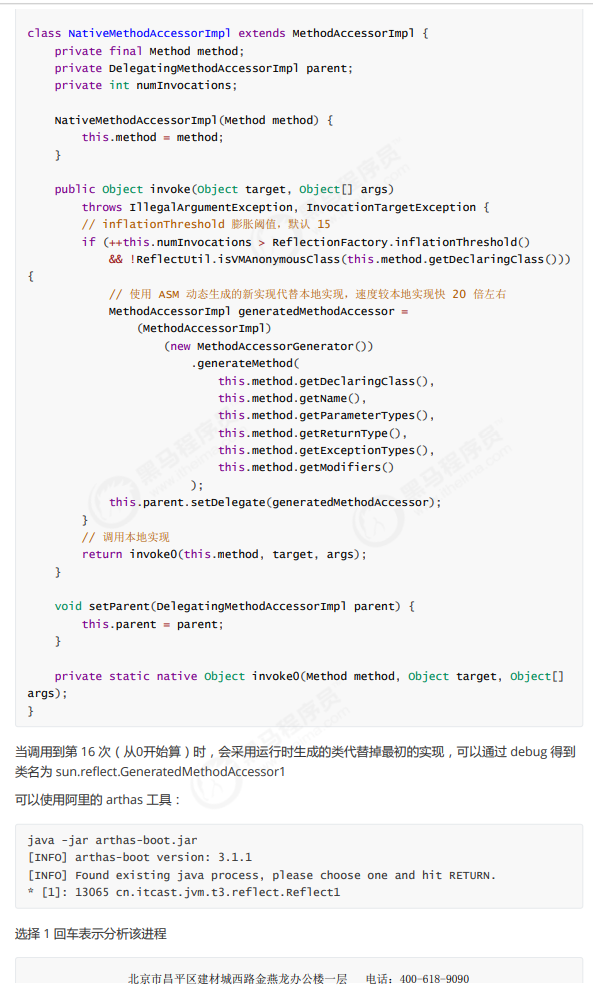 class NativeMethodAccessorImpl extends MethodAccessorImpl {
    private final Method method;
    private DelegatingMethodAccessorImpl parent;
    private int numInvocations;

    NativeMethodAccessorImpl(Method method) {
        this.method = method;
    }

    public Object invoke(Object target, Object[] args)
        throws IllegalArgumentException, InvocationTargetException {
        // inflationThreshold 膨胀阈值，默认 15
        if (++this.numInvocations > ReflectionFactory.inflationThreshold()
            && !ReflectUtil.isVMAnonymousClass(this.method.getDeclaringClass()))
{
            // 使用 ASM 动态生成的新实现代替本地实现，速度较本地实现快 20 倍左右
            MethodAccessorImpl generatedMethodAccessor =
                (MethodAccessorImpl)
                    (new MethodAccessorGenerator())
                        .generateMethod(
                            this.method.getDeclaringClass(),
                            this.method.getName(),
                            this.method.getParameterTypes(),
                            this.method.getReturnType(),
                            this.method.getExceptionTypes(),
                            this.method.getModifiers()
                        );
            this.parent.setDelegate(generatedMethodAccessor);
        }
        // 调用本地实现
        return invoke0(this.method, target, args);
    }

    void setParent(DelegatingMethodAccessorImpl parent) {
        this.parent = parent;
    }

    private static native Object invoke0(Method method, Object target, Object[]
args);
}
当调用到第 16 次（从0开始算）时，会采用运行时生成的类代替掉最初的实现，可以通过 debug 得到
类名为 sun.reflect.GeneratedMethodAccessor1
可以使用阿里的 arthas 工具：
java -jar arthas-boot.jar
[INFO] arthas-boot version: 3.1.1
[INFO] Found existing java process, please choose one and hit RETURN.
* [1]: 13065 cn.itcast.jvm.t3.reflect.Reflect1
选择 1 回车表示分析该进程
北京市昌平区建材城西路金燕龙办公楼一层 电话：400-618-9090